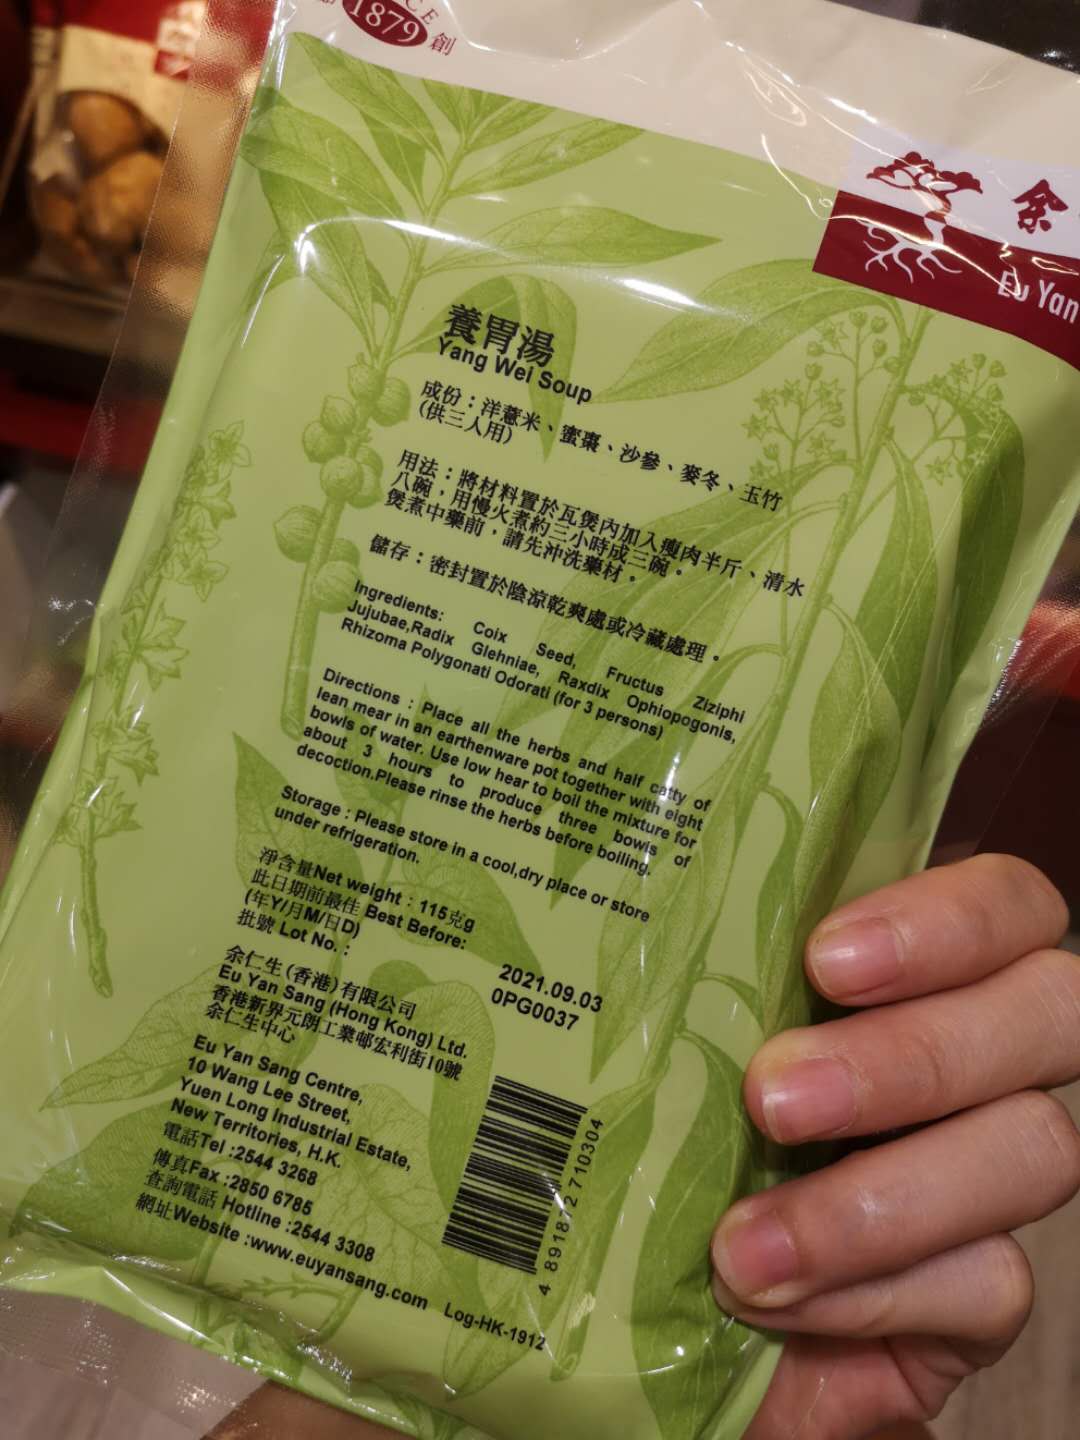 CE
1879 創
余
Eu Yan
養胃湯
Yang Wei Soup
成份：洋薏米、蜜棗、沙參、麥冬、玉竹
(供三人用)
用法：將材料置於瓦煲內加入瘦肉半斤、清水
八碗，用慢火煮約三小時成三碗。
煲煮中藥前，請先沖洗藥材。
儲存：密封置於陰涼乾爽處或冷藏處理。
Ingredients: Coix Seed, Fructus Ziziphi
Jujubae,Radix Glehniae, Raxdix Ophiopogonis,
Rhizoma Polygonati Odorati (for 3 persons)
Directions : Place all the herbs and half catty of
lean mear in an earthenware pot together with eight
bowls of water. Use low hear to boil the mixture for
about 3 hours to produce three bowls of
decoction.Please rinse the herbs before boiling.
Storage : Please store in a cool,dry place or store
under refrigeration.
淨含量Net weight : 115克g
此日期前最佳 Best Before:
(年Y/月M/日D) 2021.09.03
批號 Lot No. : 0PG0037
余仁生(香港)有限公司
Eu Yan Sang (Hong Kong) Ltd.
香港新界元朗工業邨宏利街10號
余仁生中心
Eu Yan Sang Centre,
10 Wang Lee Street,
Yuen Long Industrial Estate,
New Territories, H.K.
電話Tel :2544 3268
傳真Fax :2850 6785
查詢電話 Hotline :2544 3308
網址Website :www.euyansang.com
Log-HK-1912
4 891872 710304